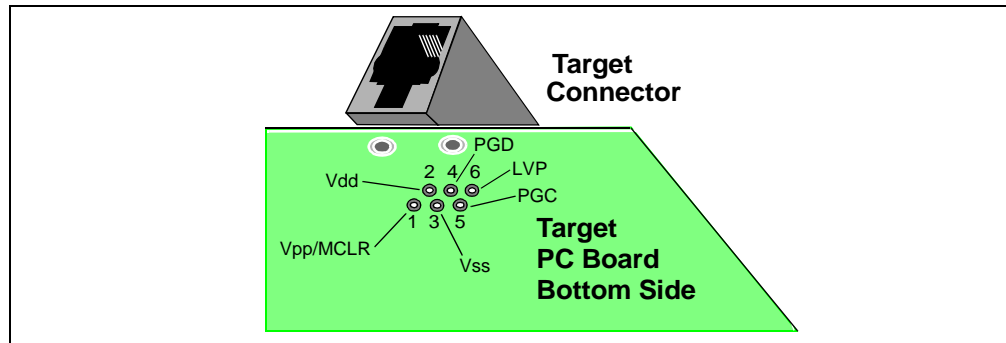 Target
Connector
PGD
2 4 6
LVP
Vdd
PGC
1 3 5
Vpp/MCLR
Vss
Target
PC Board
Bottom Side